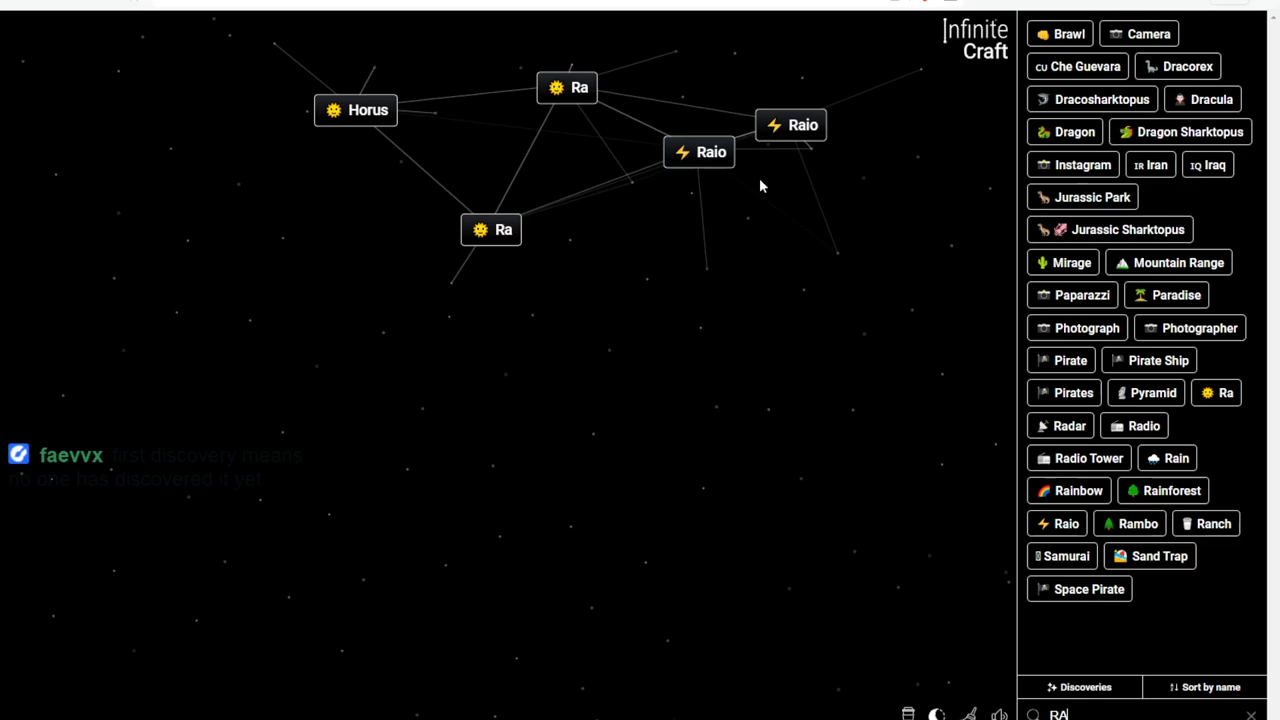 Infinite
Craft
Horus
Ra
Raio
Raio
Ra
faevvx first discovery means
no one has discovered it yet
Brawl
Camera
CU Che Guevara
Dracorex
Dracosharktopus
Dracula
Dragon
Dragon Sharktopus
Instagram
IR Iran
IQ Iraq
Jurassic Park
Jurassic Sharktopus
Mirage
Mountain Range
Paparazzi
Paradise
Photograph
Photographer
Pirate
Pirate Ship
Pirates
Pyramid
Ra
Radar
Radio
Radio Tower
Rain
Rainbow
Rainforest
Raio
Rambo
Ranch
Samurai
Sand Trap
Space Pirate
Discoveries
Sort by name
RA